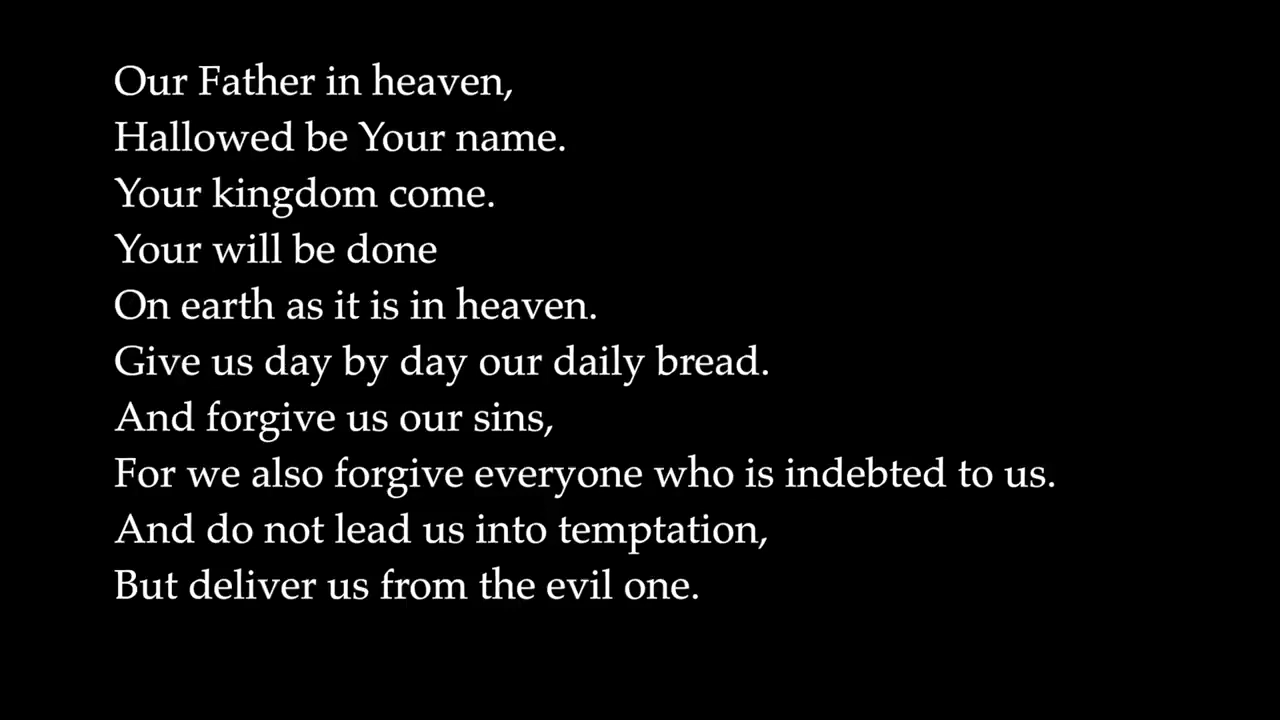 Our Father in heaven,
Hallowed be Your name.
Your kingdom come.
Your will be done
On earth as it is in heaven.
Give us day by day our daily bread.
And forgive us our sins,
For we also forgive everyone who is indebted to us.
And do not lead us into temptation,
But deliver us from the evil one.